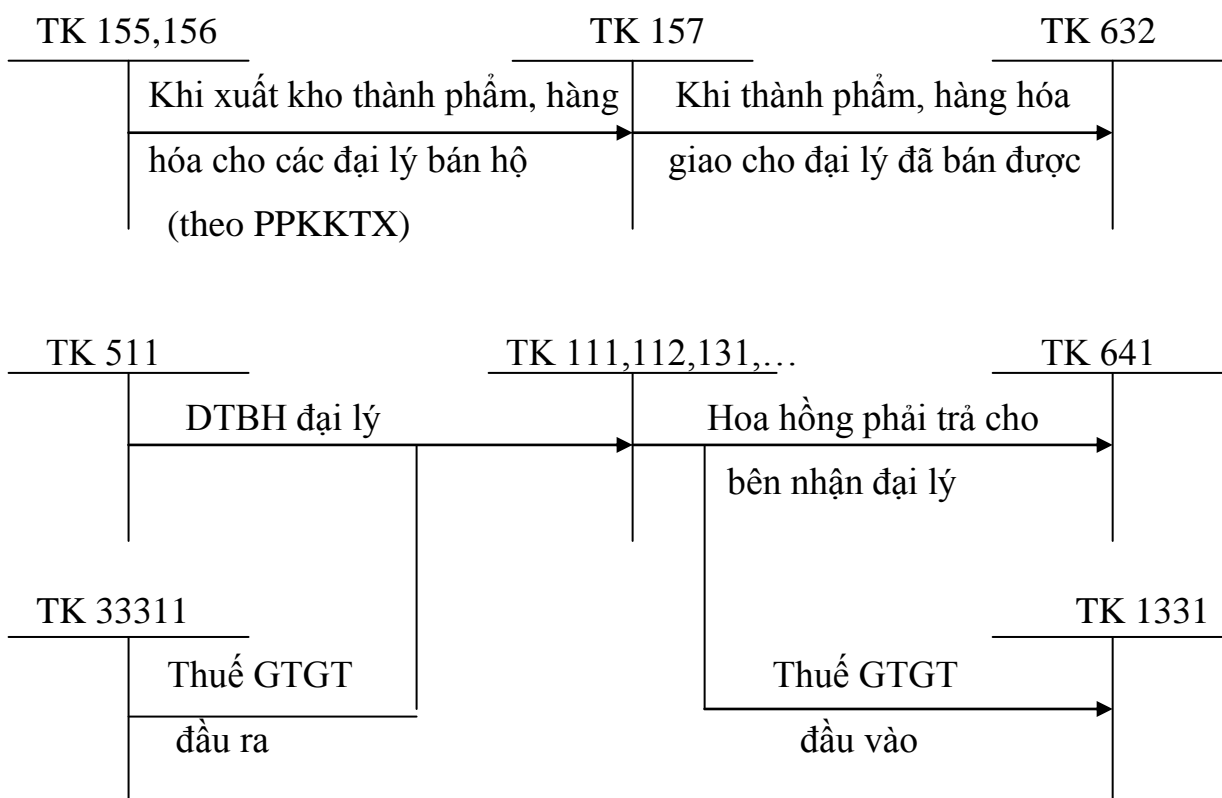 TK 155,156
TK 157
TK 632
Khi xuất kho thành phẩm, hàng
hóa cho các đại lý bán hộ
(theo PPKKTX)
Khi thành phẩm, hàng hóa
giao cho đại lý đã bán được
TK 511
TK 111,112,131,…
TK 641
DTBH đại lý
Hoa hồng phải trả cho
bên nhận đại lý
TK 33311
TK 1331
Thuế GTGT
đầu ra
Thuế GTGT
đầu vào